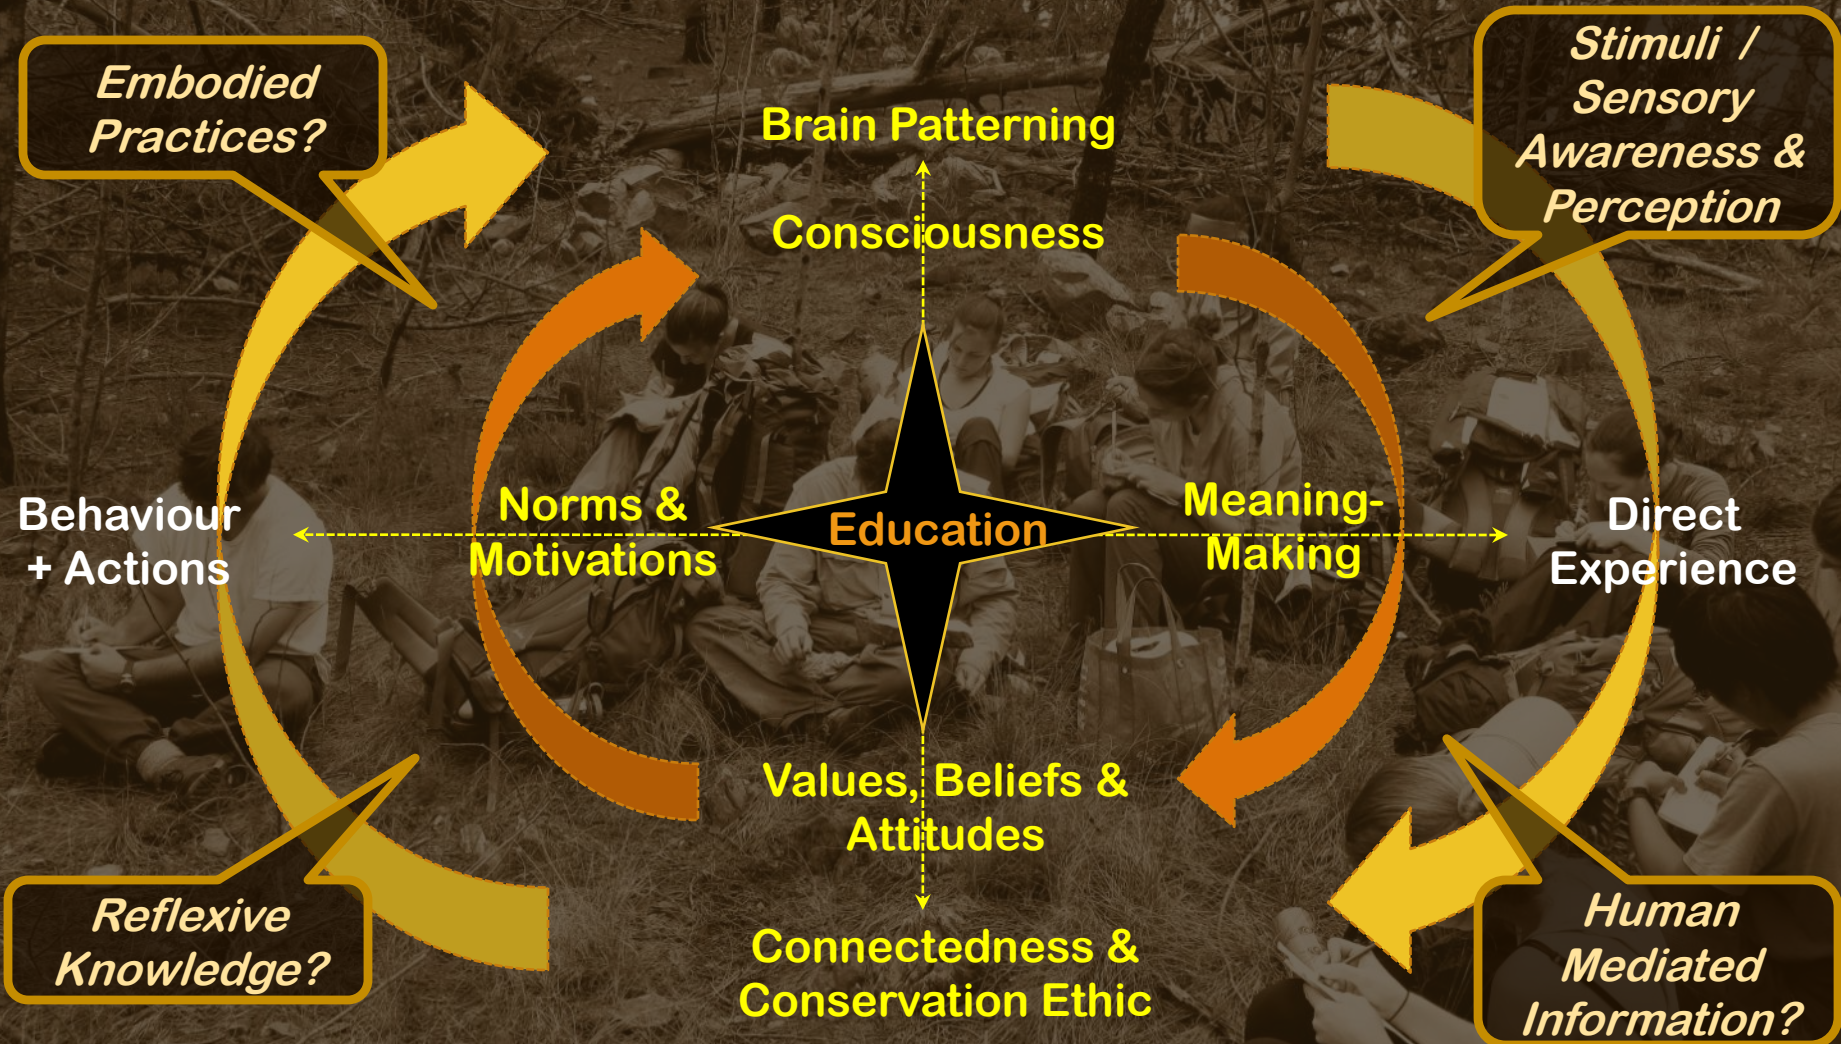 Embodied
Practices?
Stimuli /
Sensory
Awareness &
Perception
Brain Patterning
Consciousness
Behaviour
+ Actions
Norms &
Motivations
Education
Meaning-
Making
Direct
Experience
Values, Beliefs &
Attitudes
Reflexive
Knowledge?
Connectedness &
Conservation Ethic
Human
Mediated
Information?